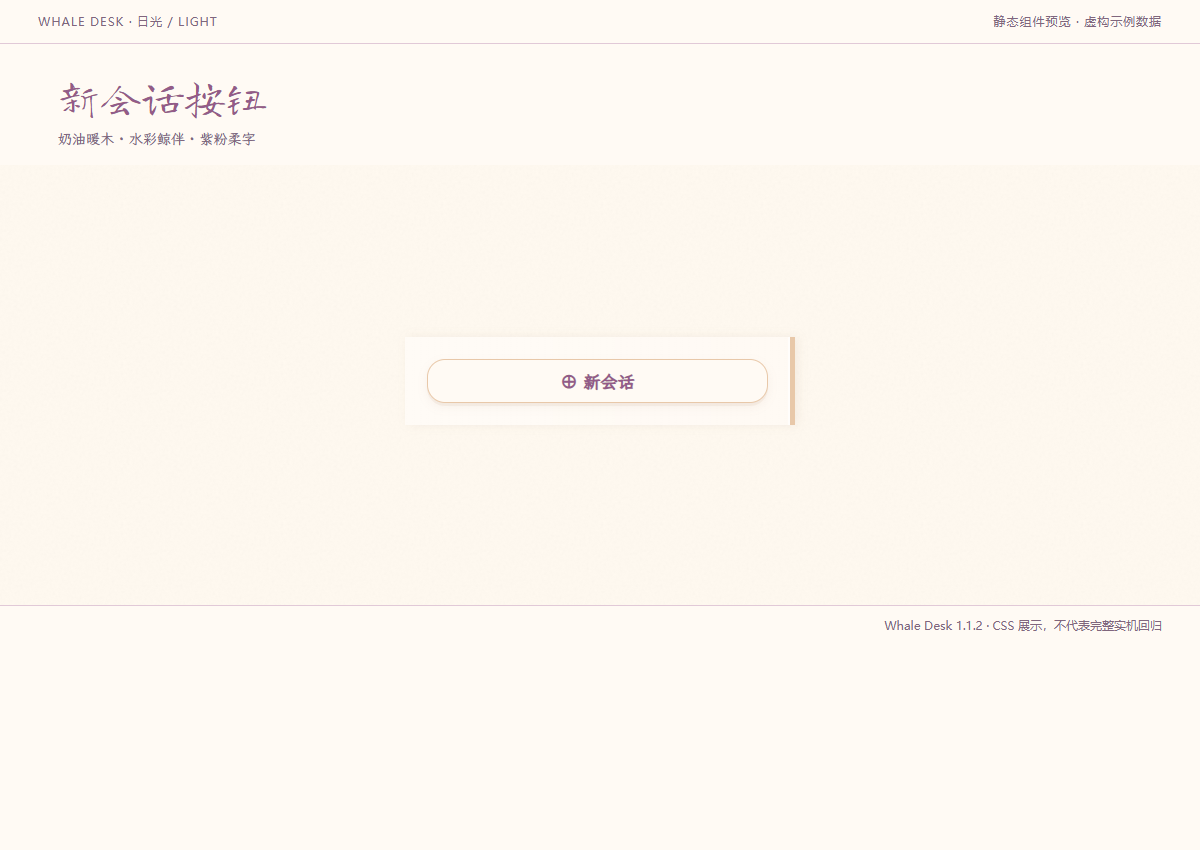 WHALE DESK · 日光 / LIGHT
静态组件预览 · 虚构示例数据
新会话按钮
奶油暖木 · 水彩鲸伴 · 紫粉柔字
⊕ 新会话
Whale Desk 1.1.2 · CSS 展示，不代表完整实机回归